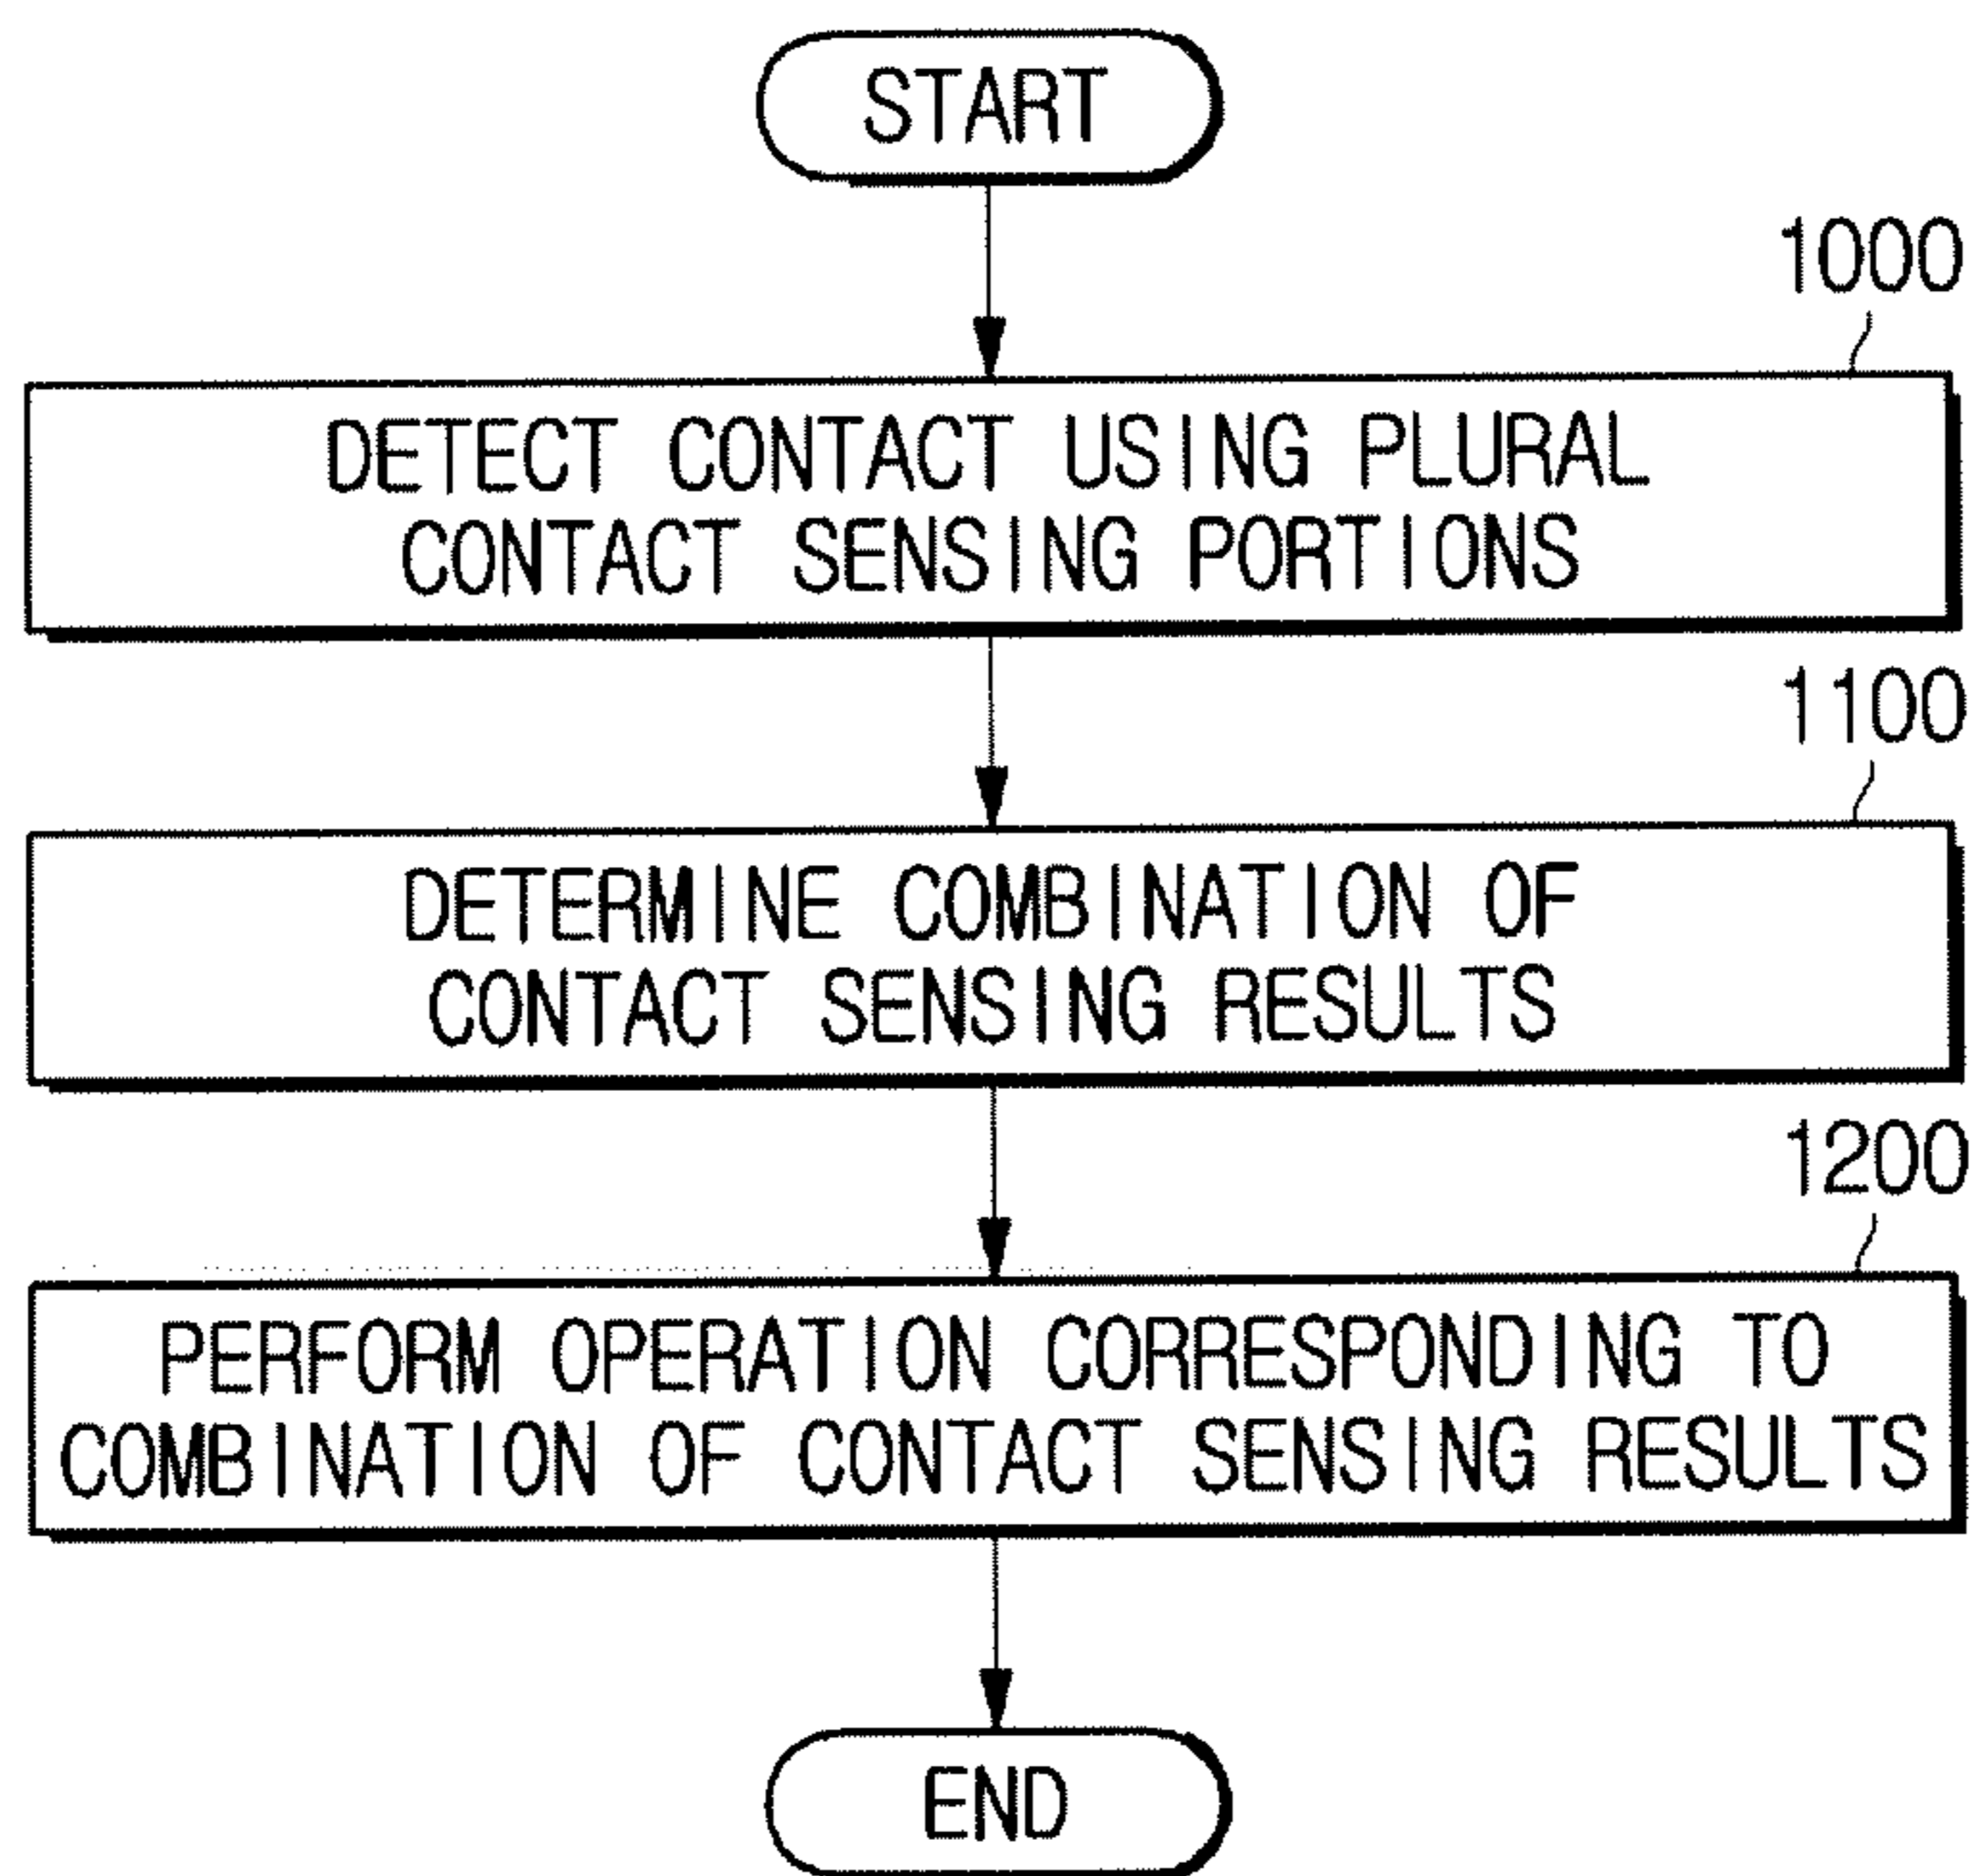 START
1000
DETECT CONTACT USING PLURAL
CONTACT SENSING PORTIONS
1100
DETERMINE COMBINATION OF
CONTACT SENSING RESULTS
1200
PERFORM OPERATION CORRESPONDING TO
COMBINATION OF CONTACT SENSING RESULTS
END